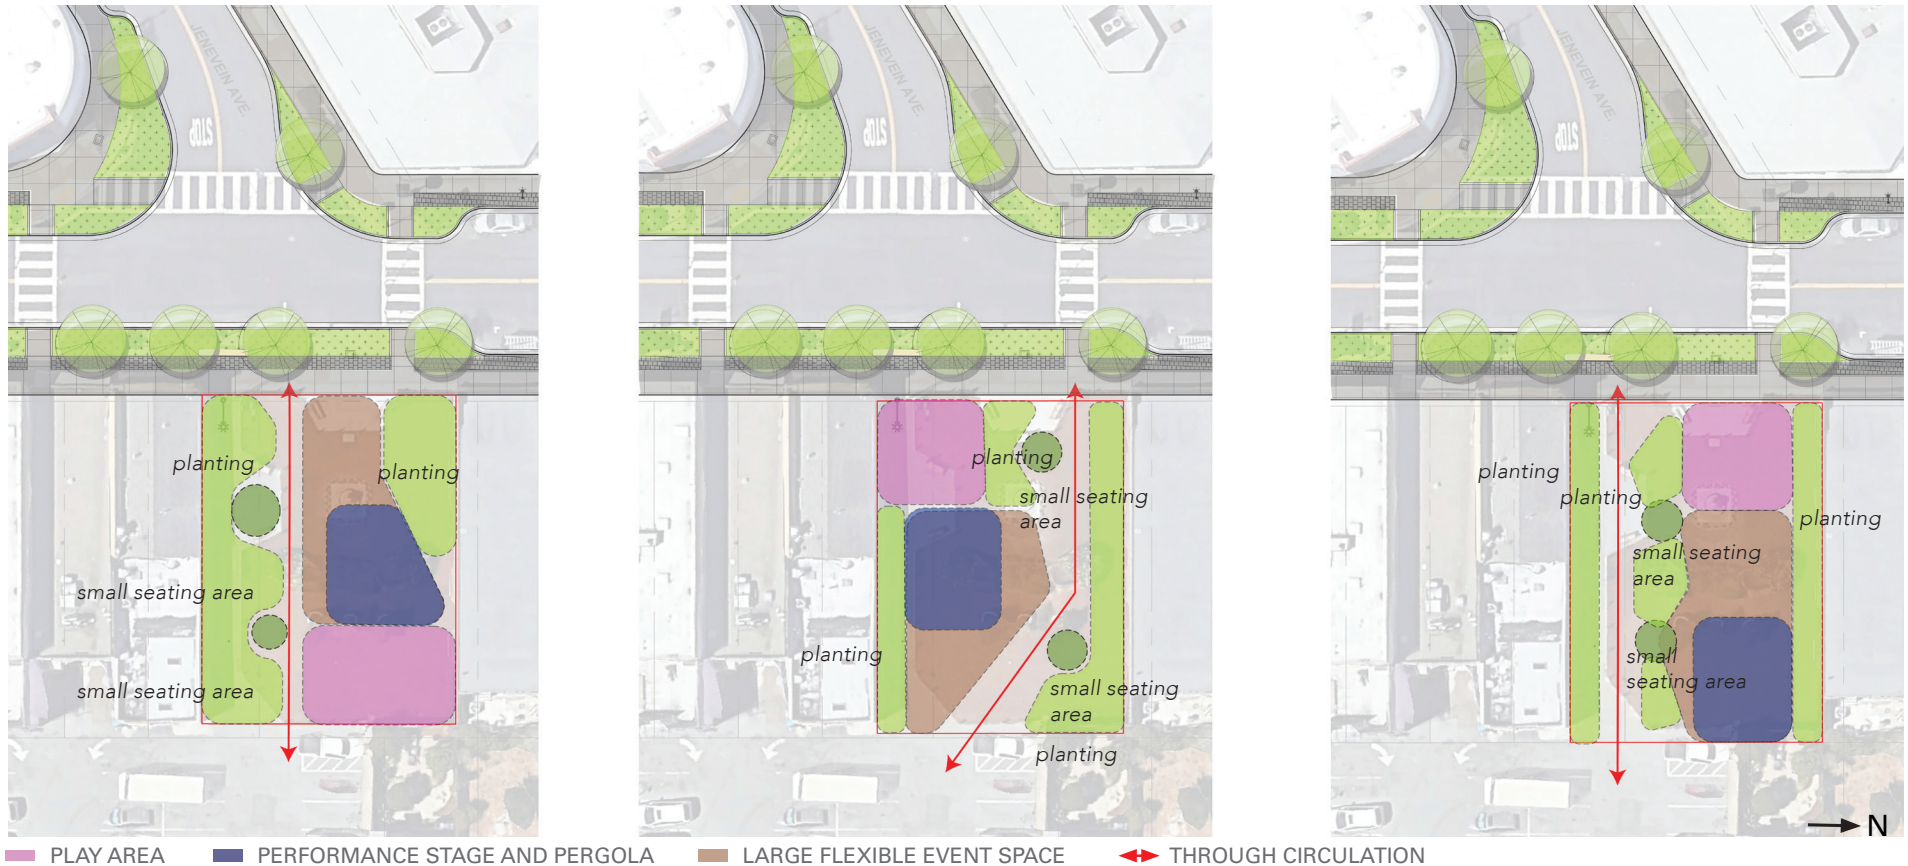 JENEVEIN AVE.
STOP
planting
planting
small seating area
small seating area
JENEVEIN AVE.
STOP
planting
small seating
area
planting
small seating
area
planting
JENEVEIN AVE.
STOP
planting
planting
planting
small seating
area
small
seating area
N
PLAY AREA
PERFORMANCE STAGE AND PERGOLA
LARGE FLEXIBLE EVENT SPACE
THROUGH CIRCULATION